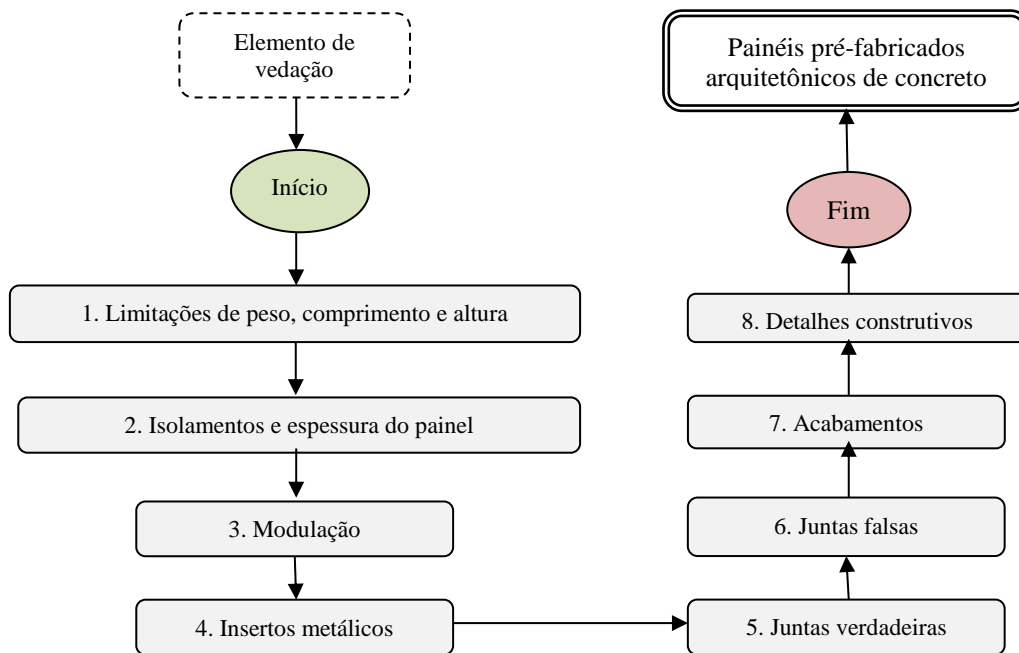 Elemento de
vedação
Início
1. Limitações de peso, comprimento e altura
2. Isolamentos e espessura do painel
3. Modulação
4. Insertos metálicos
5. Juntas verdadeiras
6. Juntas falsas
7. Acabamentos
8. Detalhes construtivos
Fim
Painéis pré-fabricados
arquitetônicos de concreto